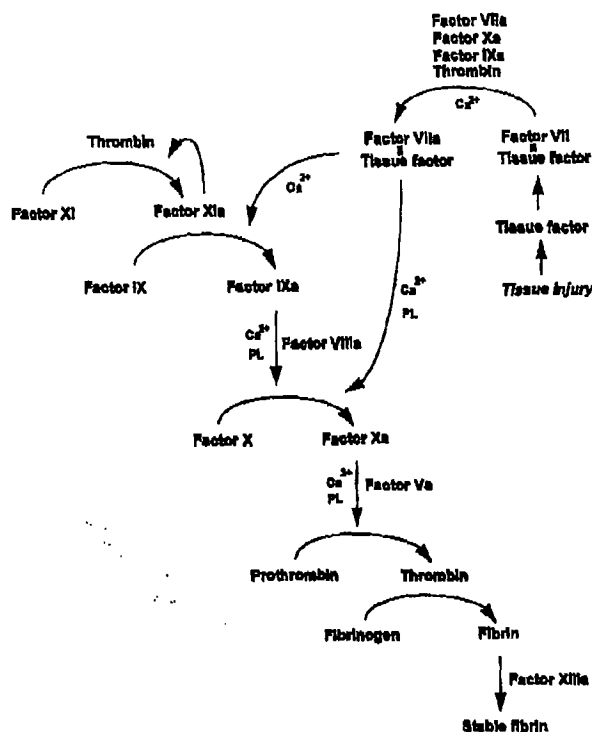 Factor VIIa
Factor Xa
Factor IXa
Thrombin
Ca2+
Thrombin
Factor VIIa
Tissue factor
Factor VII
Tissue factor
Ca2+
Factor XI
Factor XIa
Tissue factor
Factor IX
Factor IXa
Tissue injury
Ca2+
PL
Ca2+
PL
Factor VIIIa
Factor X
Factor Xa
Ca2+
PL
Factor Va
Prothrombin
Thrombin
Fibrinogen
Fibrin
Factor XIIIa
Stable fibrin